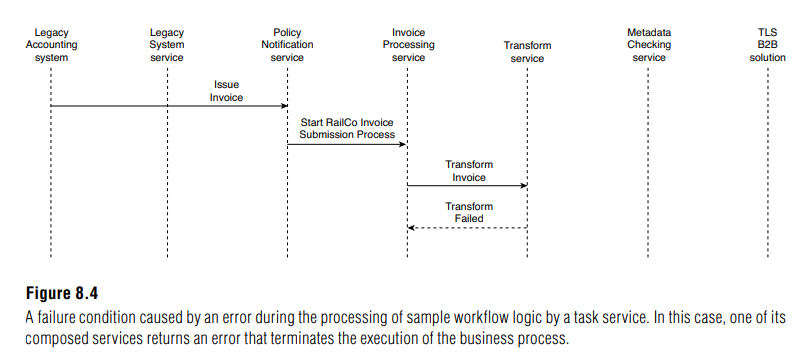 Legacy
Accounting
system
Legacy
System
service
Policy
Notification
service
Invoice
Processing
service
Transform
service
Metadata
Checking
service
TLS
B2B
solution
Issue
Invoice
Start RailCo Invoice
Submission Process
Transform
Invoice
Transform
Failed
Figure 8.4
A failure condition caused by an error during the processing of sample workflow logic by a task service. In this case, one of its
composed services returns an error that terminates the execution of the business process.